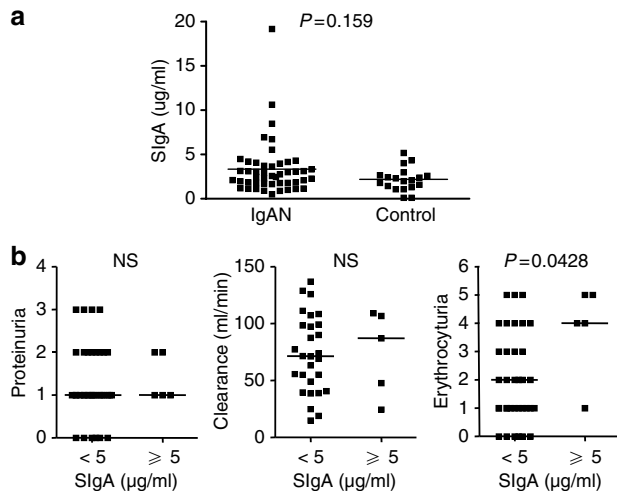 a
P=0.159
20
15
10
5
0
SIgA (ug/ml)
IgAN Control
b
NS
4
3
2
1
0
Proteinuria
< 5 ⩾ 5
SIgA (µg/ml)
NS
150
100
50
0
Clearance (ml/min)
< 5 ⩾ 5
SIgA (µg/ml)
P=0.0428
6
5
4
3
2
1
0
Erythrocyturia
< 5 ⩾ 5
SIgA (µg/ml)